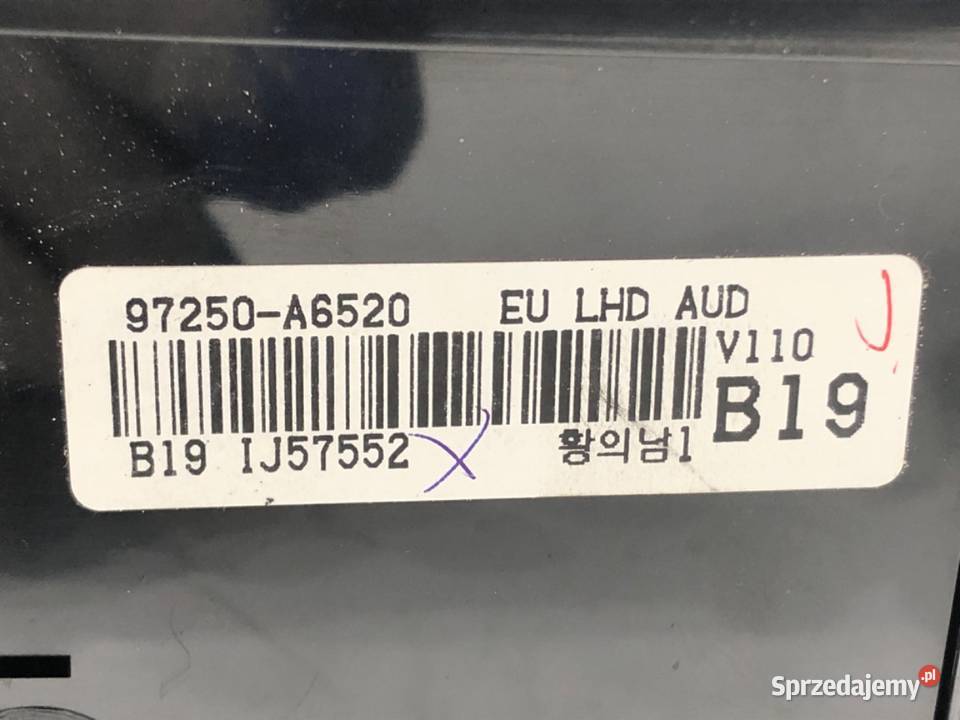 97250-A6520 EU LHD AUD
V110
B19
B19 IJ57552 황의남1
Sprzedajemy.pl